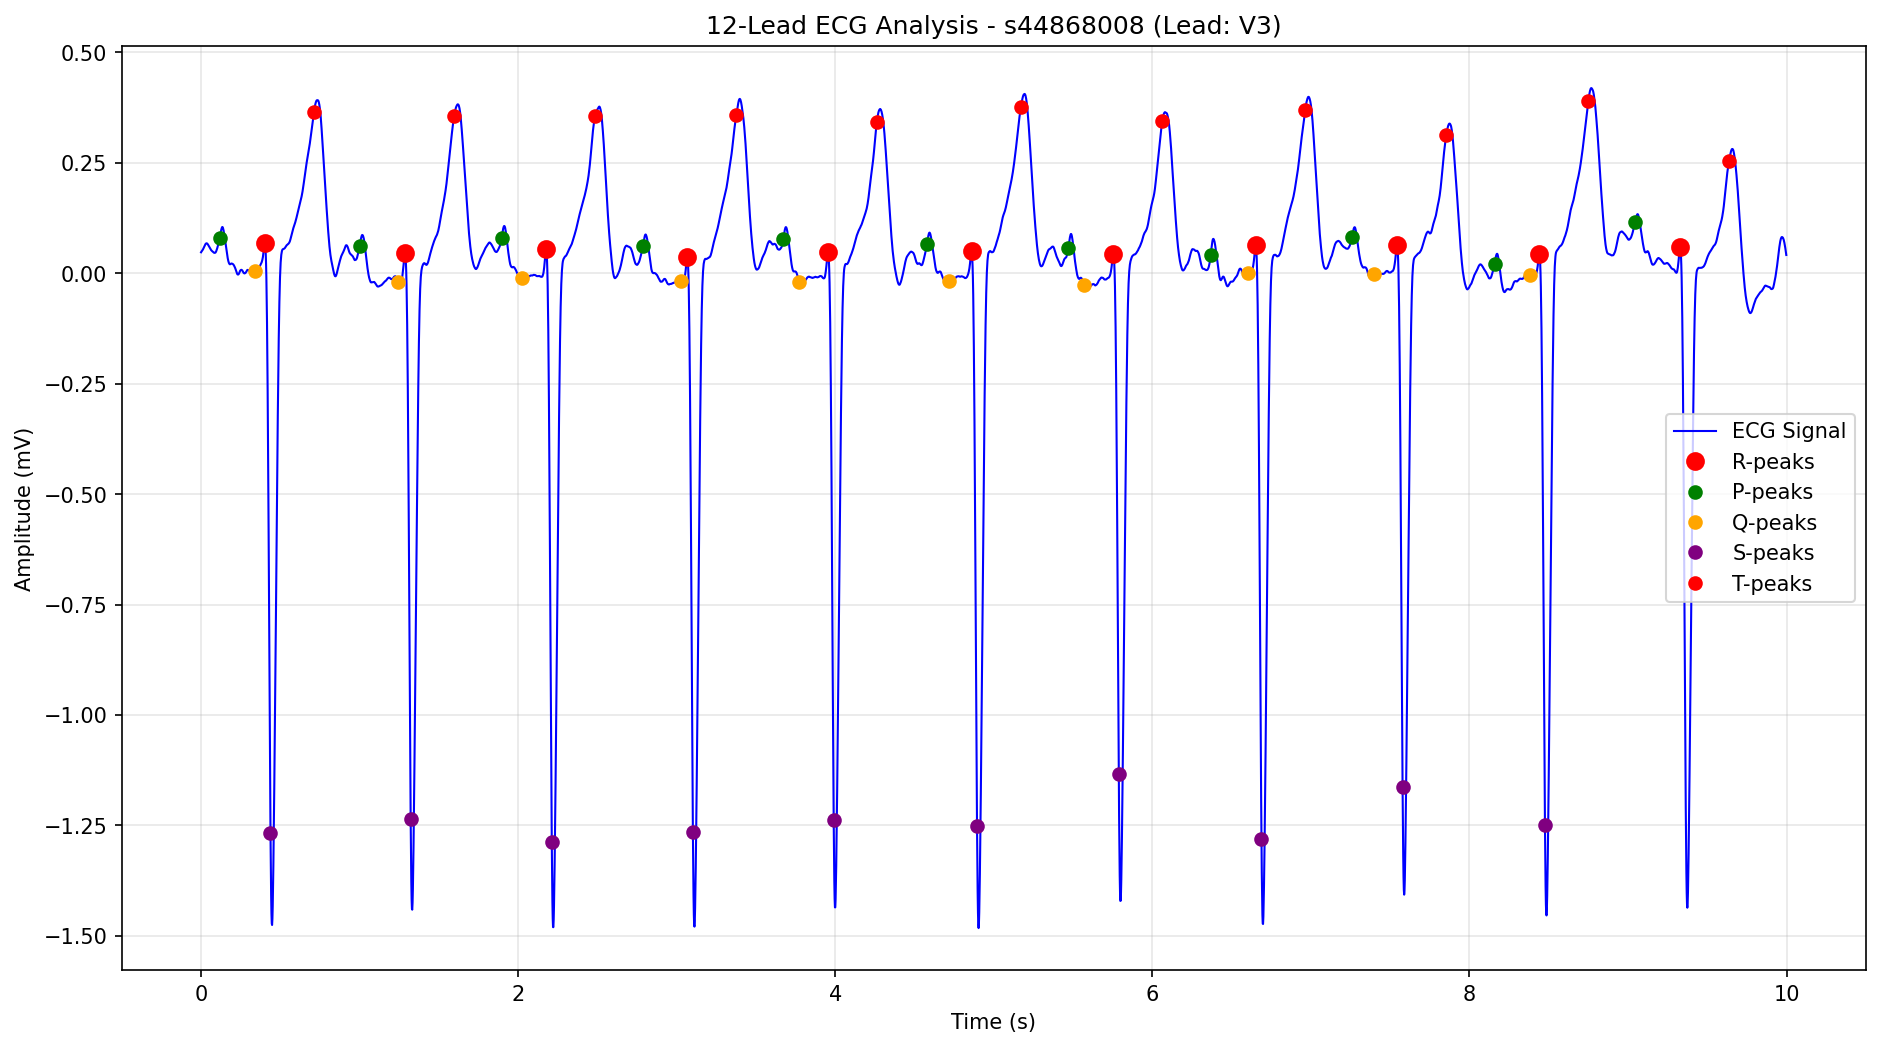 12-Lead ECG Analysis - s44868008 (Lead: V3)
Amplitude (mV)
0.50
0.25
0.00
−0.25
−0.50
−0.75
−1.00
−1.25
−1.50
ECG Signal
R-peaks
P-peaks
Q-peaks
S-peaks
T-peaks
0 2 4 6 8 10
Time (s)